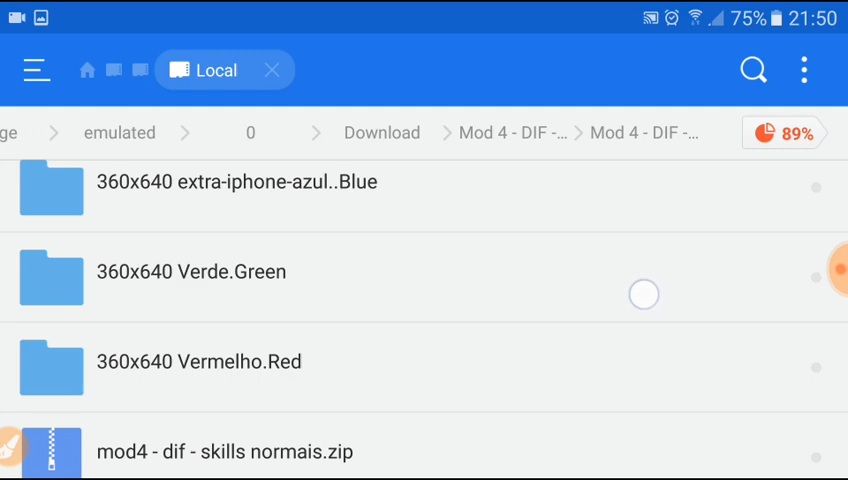 75% 21:50
Local
ge emulated 0 Download Mod 4 - DIF -... Mod 4 - DIF -... 89%
360x640 extra-iphone-azul..Blue
360x640 Verde.Green
360x640 Vermelho.Red
mod4 - dif - skills normais.zip